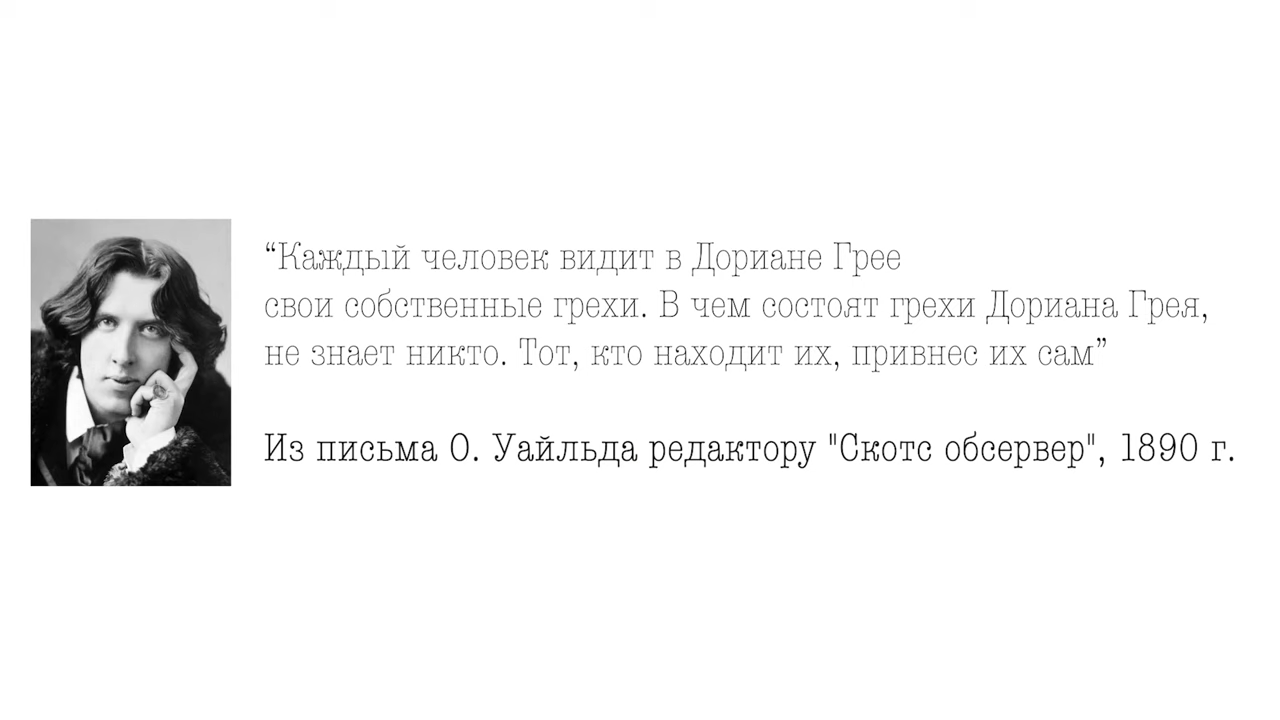 “Каждый человек видит в Дориане Грее
свои собственные грехи. В чем состоят грехи Дориана Грея,
не знает никто. Тот, кто находит их, привнес их сам”
Из письма О. Уайльда редактору "Скотс обсервер", 1890 г.